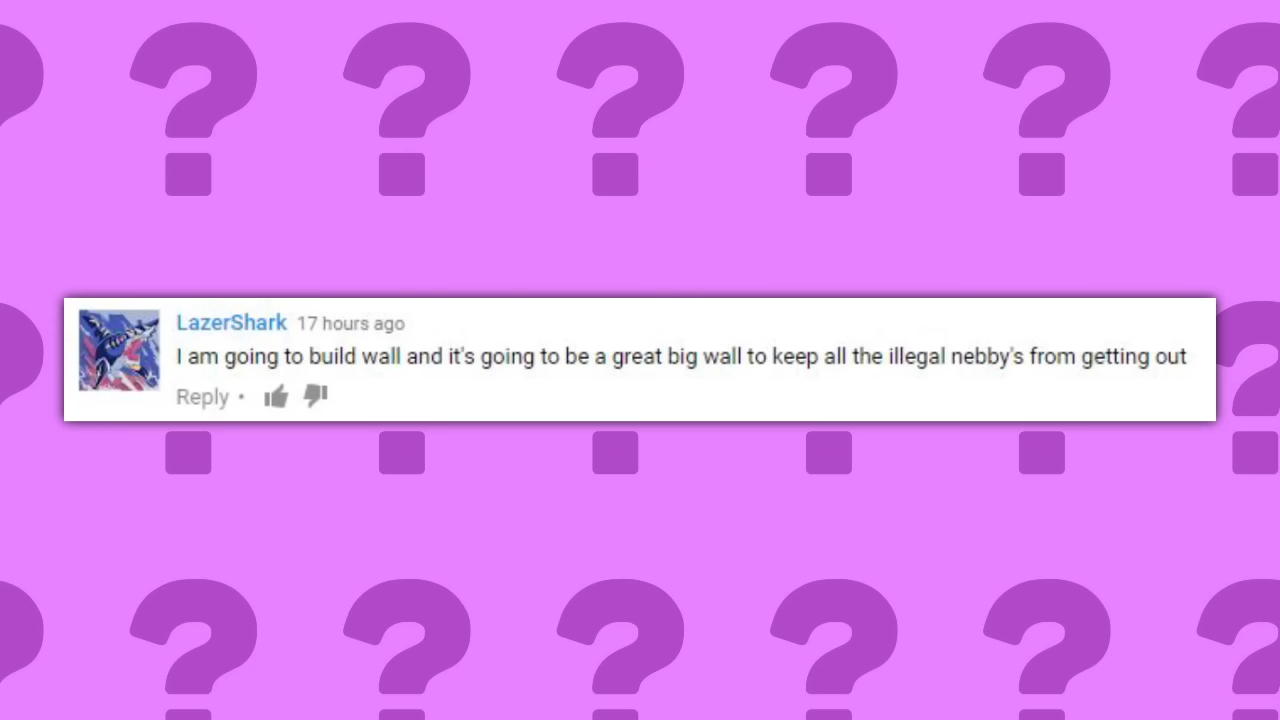 LazerShark 17 hours ago
I am going to build wall and it's going to be a great big wall to keep all the illegal nebby's from getting out
Reply •